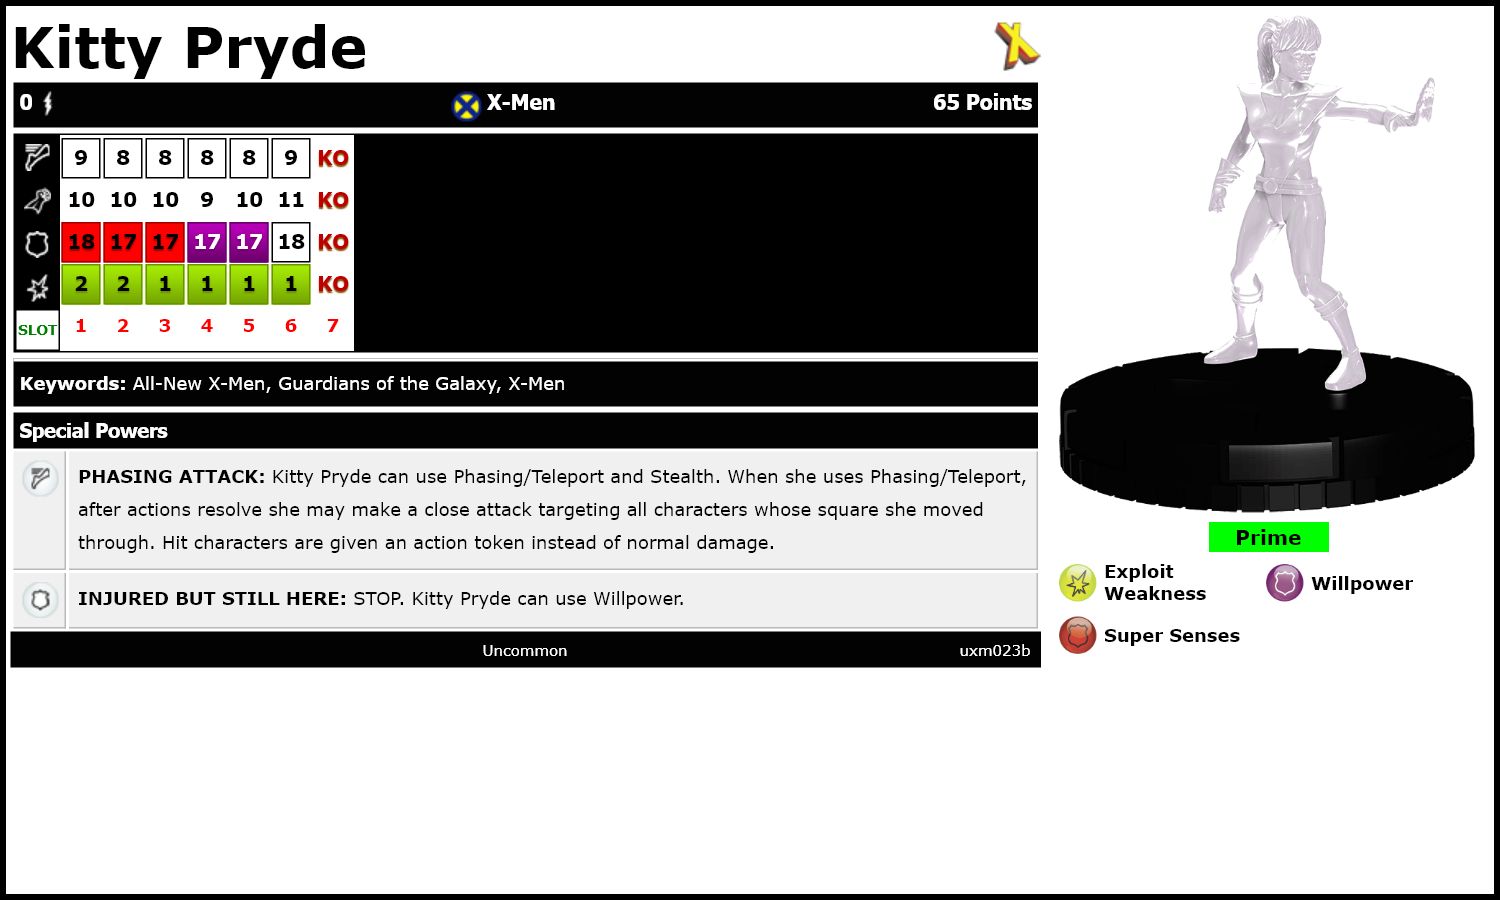 Kitty Pryde
0 X-Men 65 Points
9 8 8 8 8 9 KO
10 10 10 9 10 11 KO
18 17 17 17 17 18 KO
2 2 1 1 1 1 KO
SLOT 1 2 3 4 5 6 7
Keywords: All-New X-Men, Guardians of the Galaxy, X-Men
Special Powers
PHASING ATTACK: Kitty Pryde can use Phasing/Teleport and Stealth. When she uses Phasing/Teleport,
after actions resolve she may make a close attack targeting all characters whose square she moved
through. Hit characters are given an action token instead of normal damage.
INJURED BUT STILL HERE: STOP. Kitty Pryde can use Willpower.
Uncommon uxm023b
X
Prime
Exploit
Weakness
Willpower
Super Senses